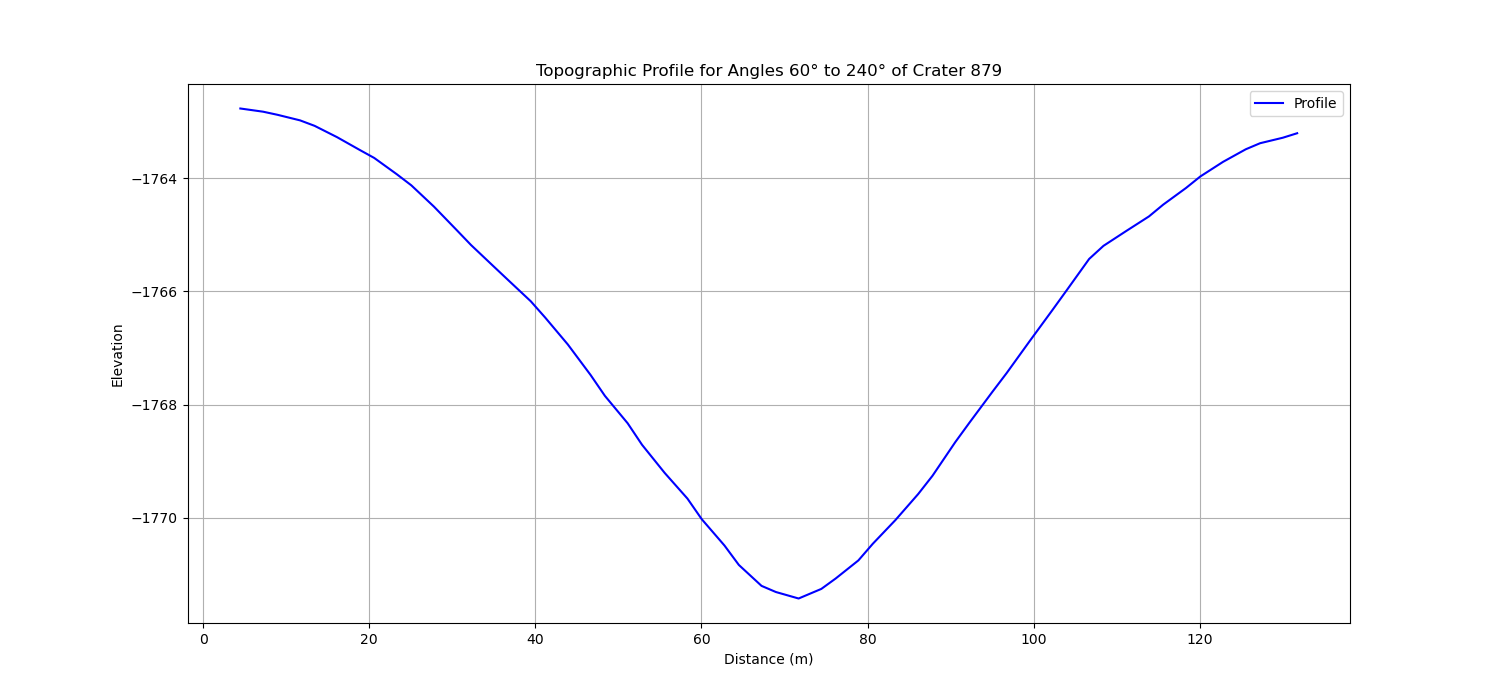 Topographic Profile for Angles 60° to 240° of Crater 879
Profile
−1764
−1766
−1768
−1770
Elevation
0 20 40 60 80 100 120
Distance (m)